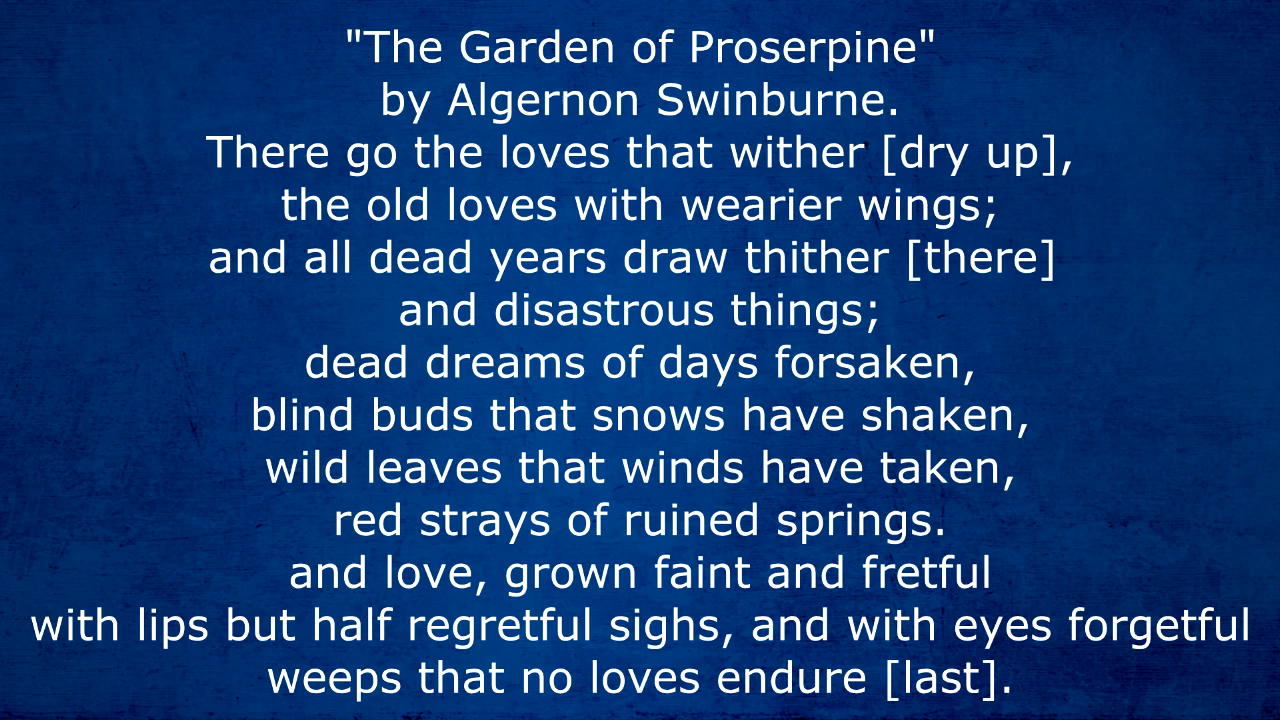 "The Garden of Proserpine"
by Algernon Swinburne.
There go the loves that wither [dry up],
the old loves with wearier wings;
and all dead years draw thither [there]
and disastrous things;
dead dreams of days forsaken,
blind buds that snows have shaken,
wild leaves that winds have taken,
red strays of ruined springs.
and love, grown faint and fretful
with lips but half regretful sighs, and with eyes forgetful
weeps that no loves endure [last].